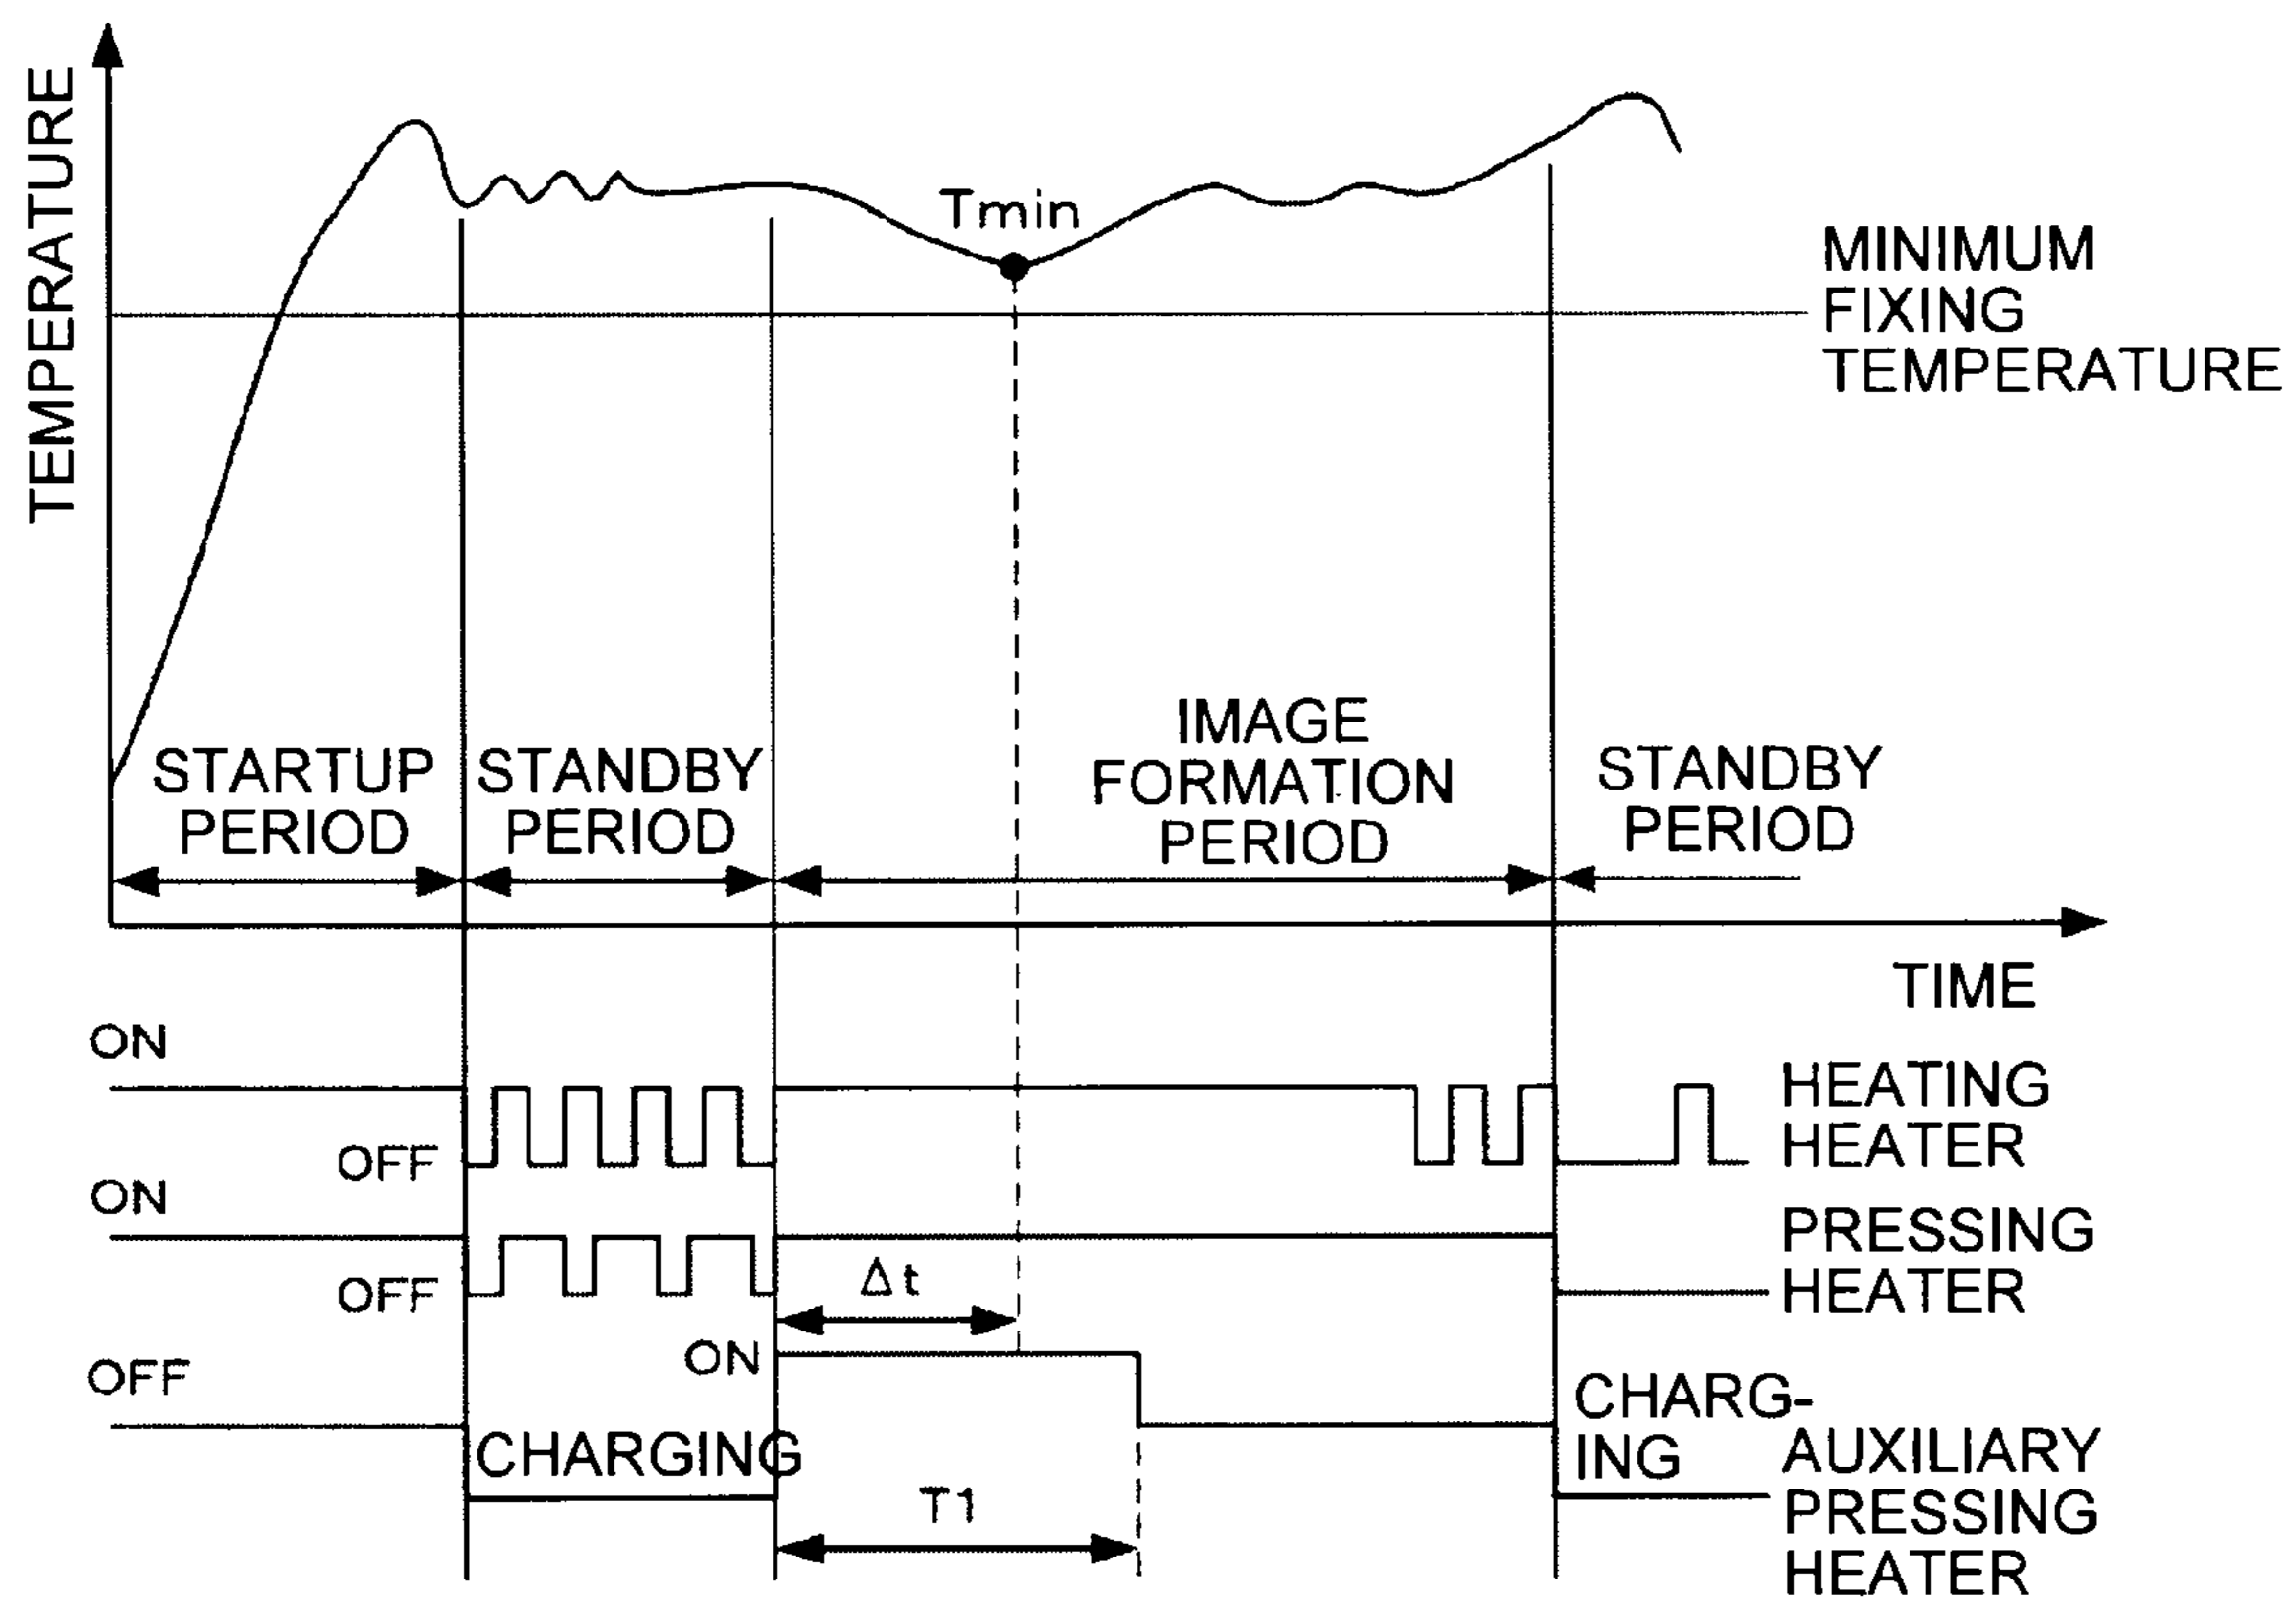 TEMPERATURE
Tmin
MINIMUM
FIXING
TEMPERATURE
STARTUP
PERIOD
STANDBY
PERIOD
IMAGE
FORMATION
PERIOD
STANDBY
PERIOD
TIME
ON
OFF
HEATING
HEATER
ON
OFF
PRESSING
HEATER
Δt
ON
OFF
CHARGING
T1
CHARG-
ING
AUXILIARY
PRESSING
HEATER